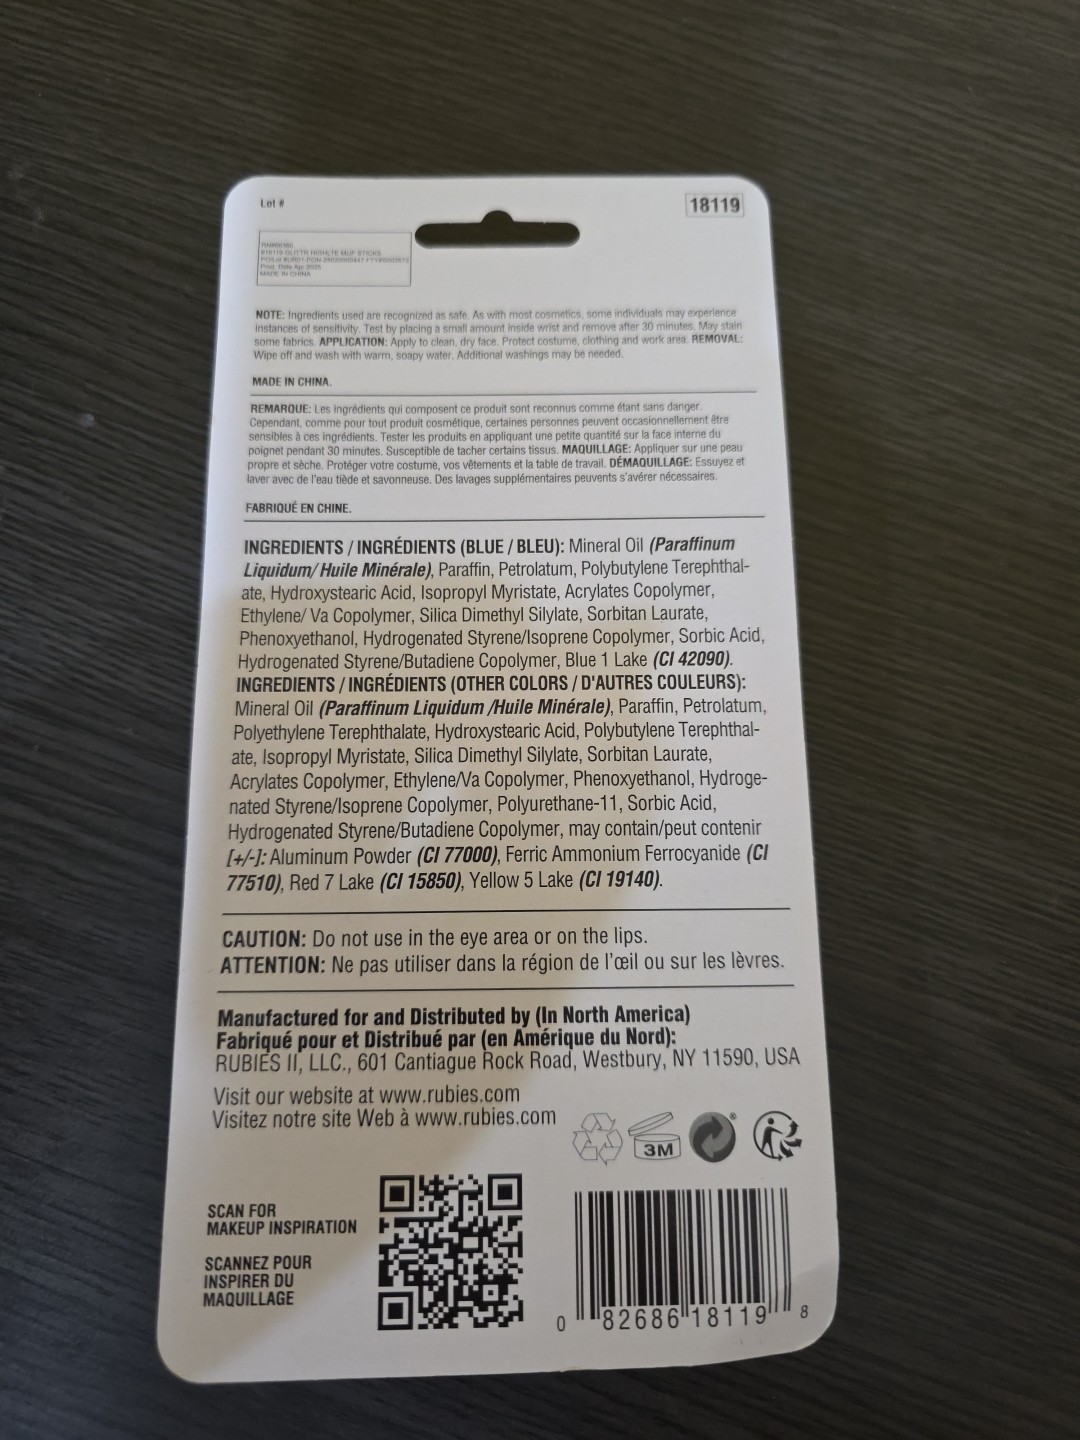 Lot #
18119
#18119 GLITTR HIGHLTE MUP STICKS
Prod. Date Apr 2025
MADE IN CHINA
NOTE: Ingredients used are recognized as safe. As with most cosmetics, some individuals may experience
instances of sensitivity. Test by placing a small amount inside wrist and remove after 30 minutes. May stain
some fabrics. APPLICATION: Apply to clean, dry face. Protect costume, clothing and work area. REMOVAL:
Wipe off and wash with warm, soapy water. Additional washings may be needed.
MADE IN CHINA.
REMARQUE: Les ingrédients qui composent ce produit sont reconnus comme étant sans danger.
Cependant, comme pour tout produit cosmétique, certaines personnes peuvent occasionnellement être
sensibles à ces ingrédients. Tester les produits en appliquant une petite quantité sur la face interne du
poignet pendant 30 minutes. Susceptible de tacher certains tissus. MAQUILLAGE: Appliquer sur une peau
propre et sèche. Protéger votre costume, vos vêtements et la table de travail. DÉMAQUILLAGE: Essuyez et
laver avec de l'eau tiède et savonneuse. Des lavages supplémentaires peuvents s'avérer nécessaires.
FABRIQUÉ EN CHINE.
INGREDIENTS / INGRÉDIENTS (BLUE / BLEU): Mineral Oil (Paraffinum
Liquidum/ Huile Minérale), Paraffin, Petrolatum, Polybutylene Terephthal-
ate, Hydroxystearic Acid, Isopropyl Myristate, Acrylates Copolymer,
Ethylene/ Va Copolymer, Silica Dimethyl Silylate, Sorbitan Laurate,
Phenoxyethanol, Hydrogenated Styrene/Isoprene Copolymer, Sorbic Acid,
Hydrogenated Styrene/Butadiene Copolymer, Blue 1 Lake (CI 42090).
INGREDIENTS / INGRÉDIENTS (OTHER COLORS / D'AUTRES COULEURS):
Mineral Oil (Paraffinum Liquidum /Huile Minérale), Paraffin, Petrolatum,
Polyethylene Terephthalate, Hydroxystearic Acid, Polybutylene Terephthal-
ate, Isopropyl Myristate, Silica Dimethyl Silylate, Sorbitan Laurate,
Acrylates Copolymer, Ethylene/Va Copolymer, Phenoxyethanol, Hydroge-
nated Styrene/Isoprene Copolymer, Polyurethane-11, Sorbic Acid,
Hydrogenated Styrene/Butadiene Copolymer, may contain/peut contenir
[+/-]: Aluminum Powder (CI 77000), Ferric Ammonium Ferrocyanide (CI
77510), Red 7 Lake (CI 15850), Yellow 5 Lake (CI 19140).
CAUTION: Do not use in the eye area or on the lips.
ATTENTION: Ne pas utiliser dans la région de l'œil ou sur les lèvres.
Manufactured for and Distributed by (In North America)
Fabriqué pour et Distribué par (en Amérique du Nord):
RUBIES II, LLC., 601 Cantiague Rock Road, Westbury, NY 11590, USA
Visit our website at www.rubies.com
Visitez notre site Web à www.rubies.com
3M
®
SCAN FOR
MAKEUP INSPIRATION
SCANNEZ POUR
INSPIRER DU
MAQUILLAGE
0 82686 18119 8